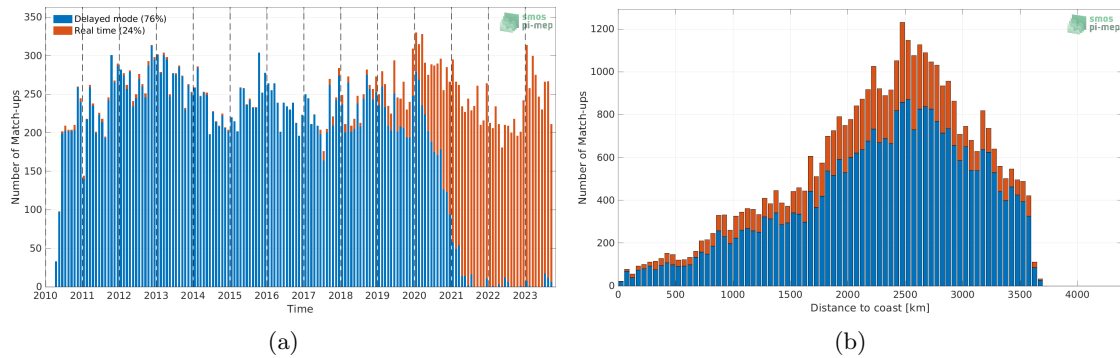 Delayed mode (76%)
Real time (24%)
smos
pi-mep
350
300
250
200
150
100
50
0
Number of Match-ups
2010 2011 2012 2013 2014 2015 2016 2017 2018 2019 2020 2021 2022 2023
Time
(a)
smos
pi-mep
1200
1000
800
600
400
200
0
Number of Match-ups
0 500 1000 1500 2000 2500 3000 3500 4000
Distance to coast [km]
(b)